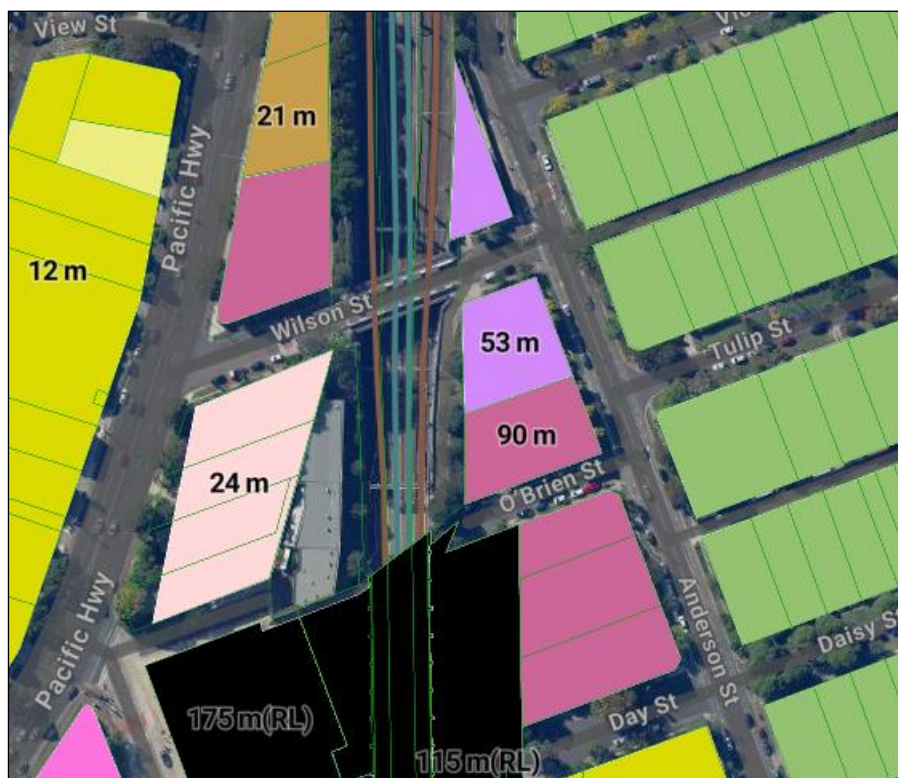 View St
Vi
21 m
Pacific Hwy
12 m
Wilson St
53 m
Tulip St
90 m
24 m
O'Brien St
Pacific Hwy
Anderson St
Daisy St
175 m(RL)
Day St
115 m(RL)